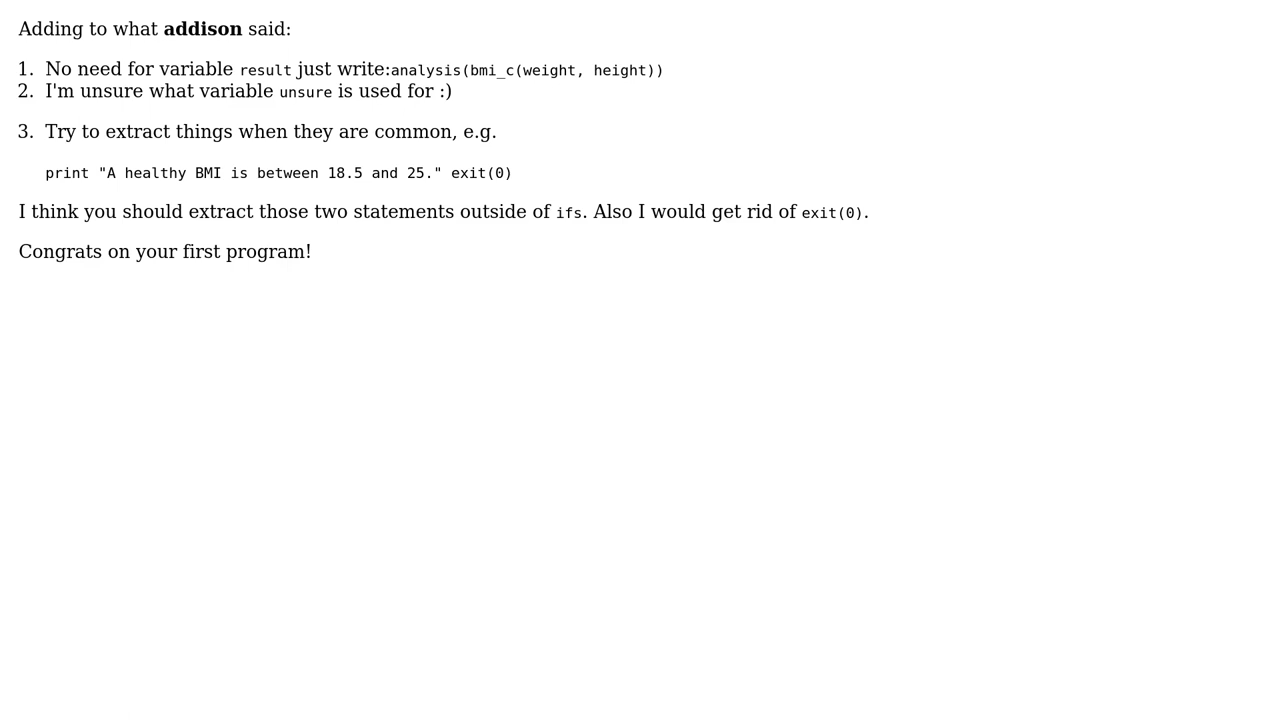 Adding to what addison said:
1. No need for variable result just write:analysis(bmi_c(weight, height))
2. I'm unsure what variable unsure is used for :)
3. Try to extract things when they are common, e.g.
print "A healthy BMI is between 18.5 and 25." exit(0)
I think you should extract those two statements outside of ifs. Also I would get rid of exit(0).
Congrats on your first program!